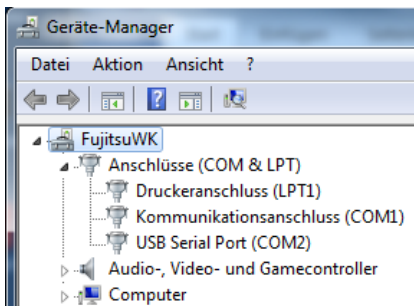 Geräte-Manager
Datei Aktion Ansicht ?
FujitsuWK
Anschlüsse (COM & LPT)
Druckeranschluss (LPT1)
Kommunikationsanschluss (COM1)
USB Serial Port (COM2)
Audio-, Video- und Gamecontroller
Computer